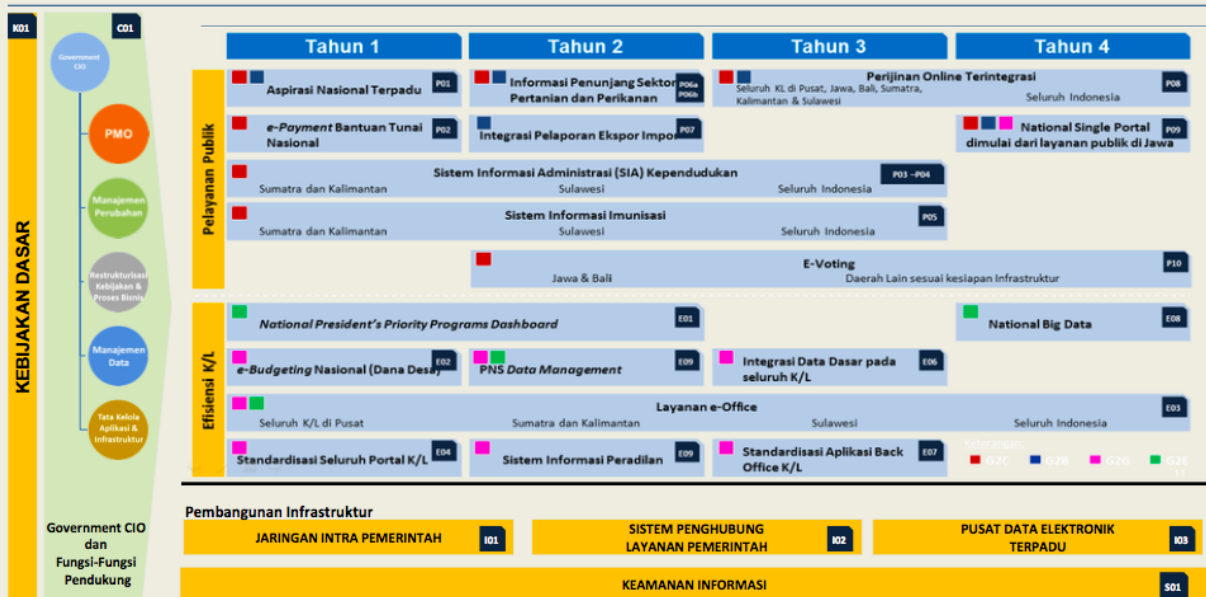 K01
C01
KEBIJAKAN DASAR
Government
CIO
PMO
Manajemen
Perubahan
Restrukturisasi
Kebijakan &
Proses Bisnis
Manajemen
Data
Tata Kelola
Aplikasi &
Infrastruktur
Government CIO
dan
Fungsi-Fungsi
Pendukung
Tahun 1
Tahun 2
Tahun 3
Tahun 4
Pelayanan Publik
Aspirasi Nasional Terpadu
P01
Informasi Penunjang Sektor
Pertanian dan Perikanan
P06a
P06b
Perijinan Online Terintegrasi
Seluruh KL di Pusat, Jawa, Bali, Sumatra,
Kalimantan & Sulawesi
Seluruh Indonesia
P08
e-Payment Bantuan Tunai
Nasional
P02
Integrasi Pelaporan Ekspor Impor
P07
National Single Portal
dimulai dari layanan publik di Jawa
P09
Sistem Informasi Administrasi (SIA) Kependudukan
Sumatra dan Kalimantan
Sulawesi
Seluruh Indonesia
P03 –P04
Sistem Informasi Imunisasi
Sumatra dan Kalimantan
Sulawesi
Seluruh Indonesia
P05
E-Voting
Jawa & Bali
Daerah Lain sesuai kesiapan Infrastruktur
P10
Efisiensi K/L
National President's Priority Programs Dashboard
E01
National Big Data
E08
e-Budgeting Nasional (Dana Desa)
E02
PNS Data Management
E09
Integrasi Data Dasar pada
seluruh K/L
E06
Layanan e-Office
Seluruh K/L di Pusat
Sumatra dan Kalimantan
Sulawesi
Seluruh Indonesia
E03
Standardisasi Seluruh Portal K/L
E04
Sistem Informasi Peradilan
E09
Standardisasi Aplikasi Back
Office K/L
E07
Keterangan:
G2C
G2B
G2G
G2E
11
Pembangunan Infrastruktur
JARINGAN INTRA PEMERINTAH
I01
SISTEM PENGHUBUNG
LAYANAN PEMERINTAH
I02
PUSAT DATA ELEKTRONIK
TERPADU
I03
KEAMANAN INFORMASI
S01